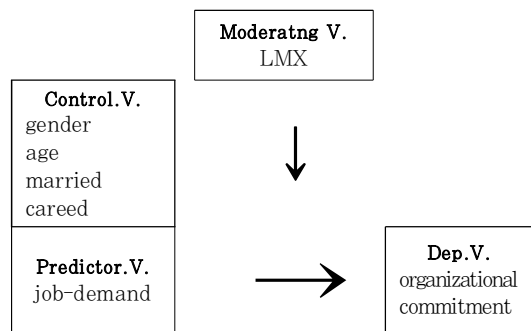 Moderatng V.
LMX
Control.V.
gender
age
married
careed
Predictor.V.
job-demand
Dep.V.
organizational
commitment